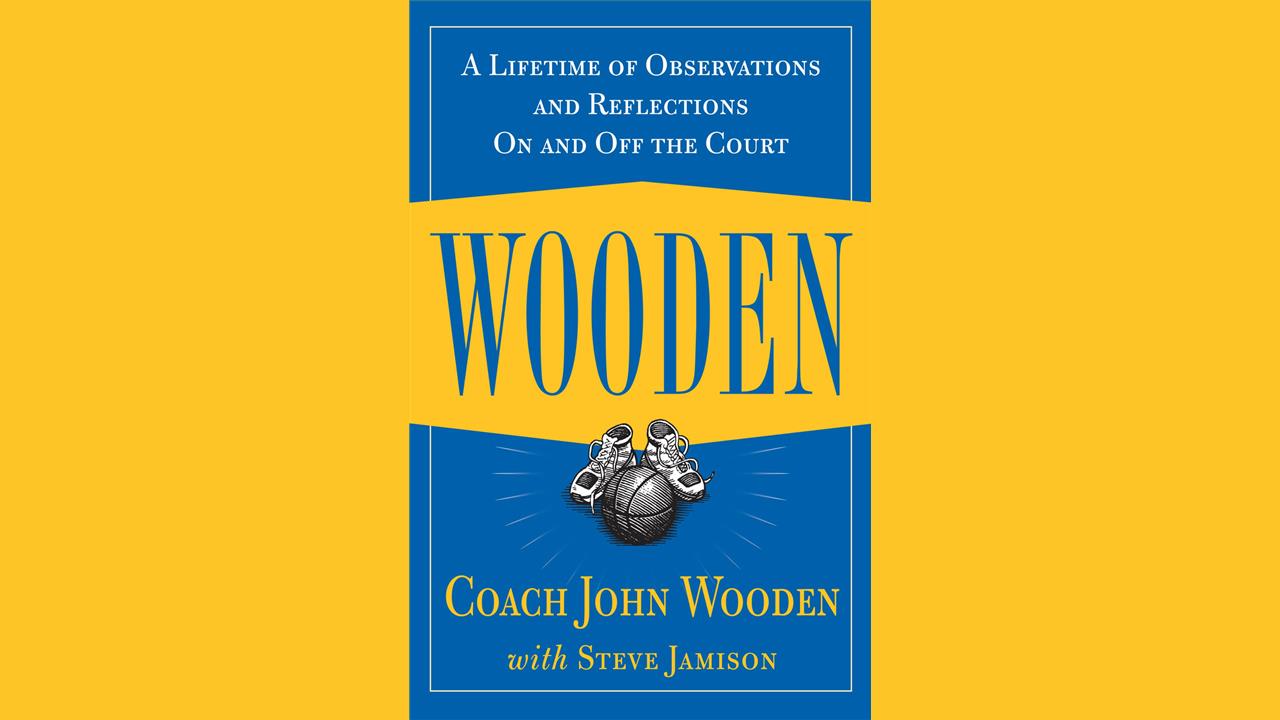 A Lifetime of Observations
and Reflections
On and Off the Court
WOODEN
Coach John Wooden
with Steve Jamison